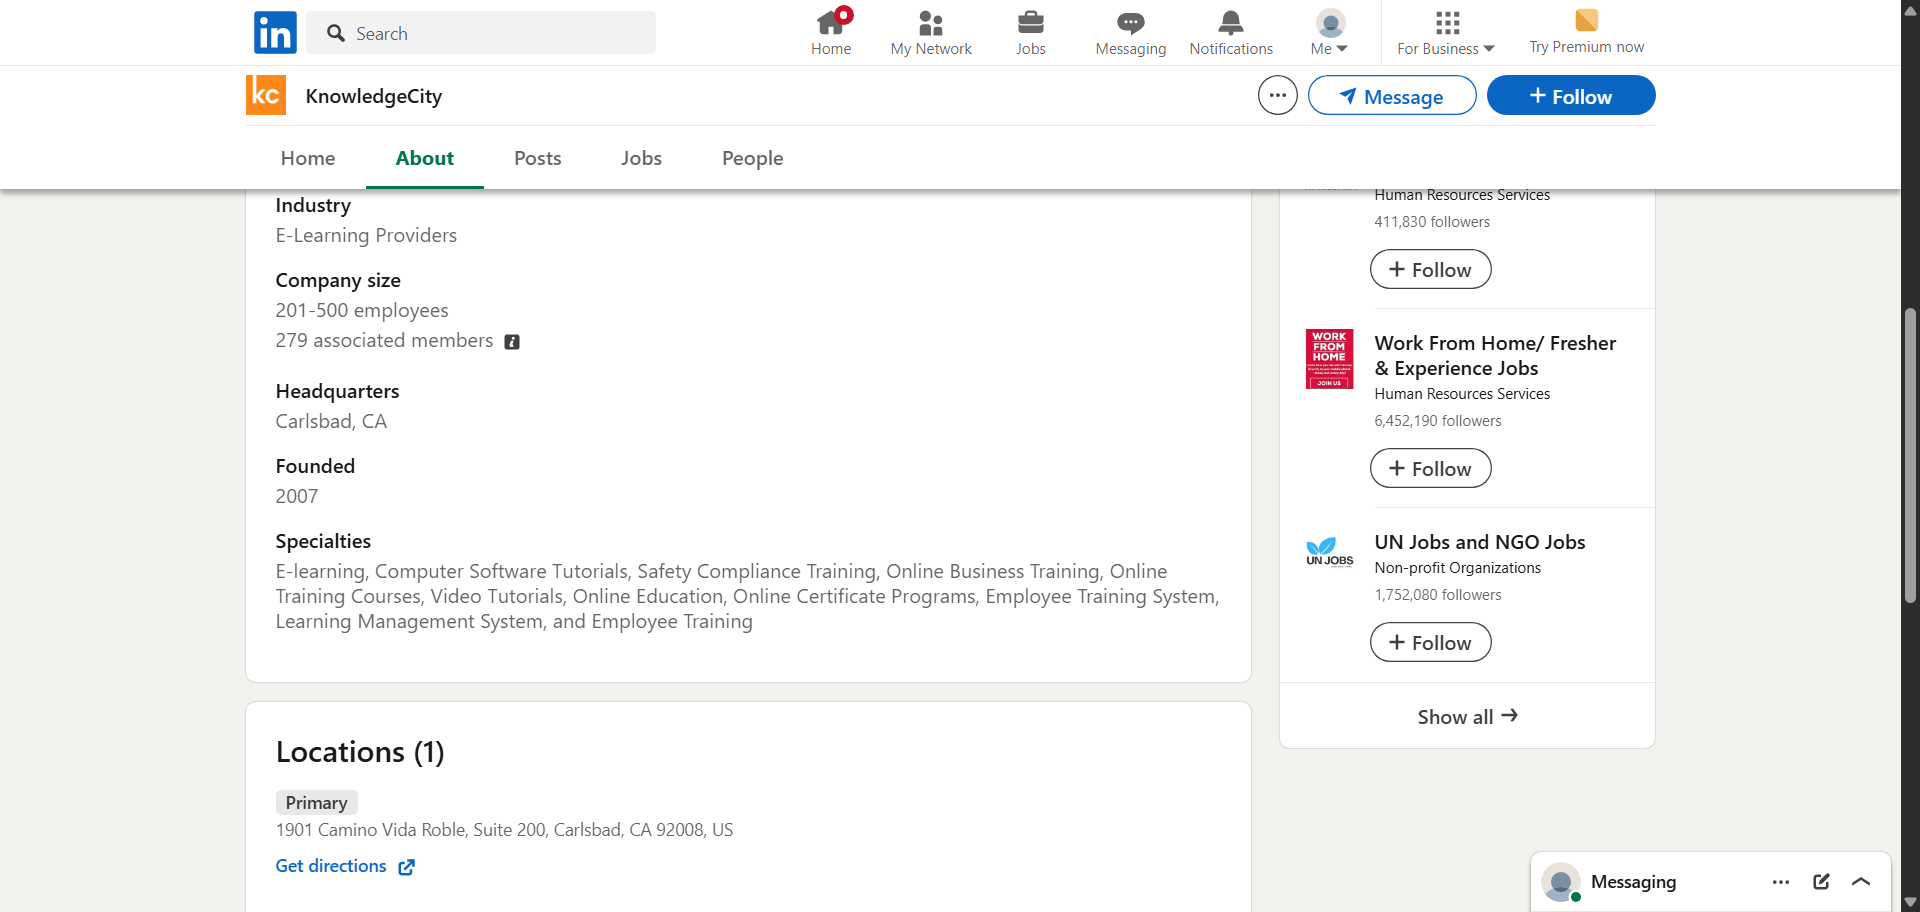 in
Search
Home
My Network
Jobs
Messaging
Notifications
Me
For Business
Try Premium now
kc
KnowledgeCity
Message
Follow
Home
About
Posts
Jobs
People
Industry
E-Learning Providers
Company size
201-500 employees
279 associated members
Headquarters
Carlsbad, CA
Founded
2007
Specialties
E-learning, Computer Software Tutorials, Safety Compliance Training, Online Business Training, Online
Training Courses, Video Tutorials, Online Education, Online Certificate Programs, Employee Training System,
Learning Management System, and Employee Training
Locations (1)
Primary
1901 Camino Vida Roble, Suite 200, Carlsbad, CA 92008, US
Get directions
Human Resources Services
411,830 followers
Follow
WORK
FROM
HOME
JOIN US
Work From Home/ Fresher
& Experience Jobs
Human Resources Services
6,452,190 followers
Follow
UN JOBS
UN Jobs and NGO Jobs
Non-profit Organizations
1,752,080 followers
Follow
Show all
Messaging